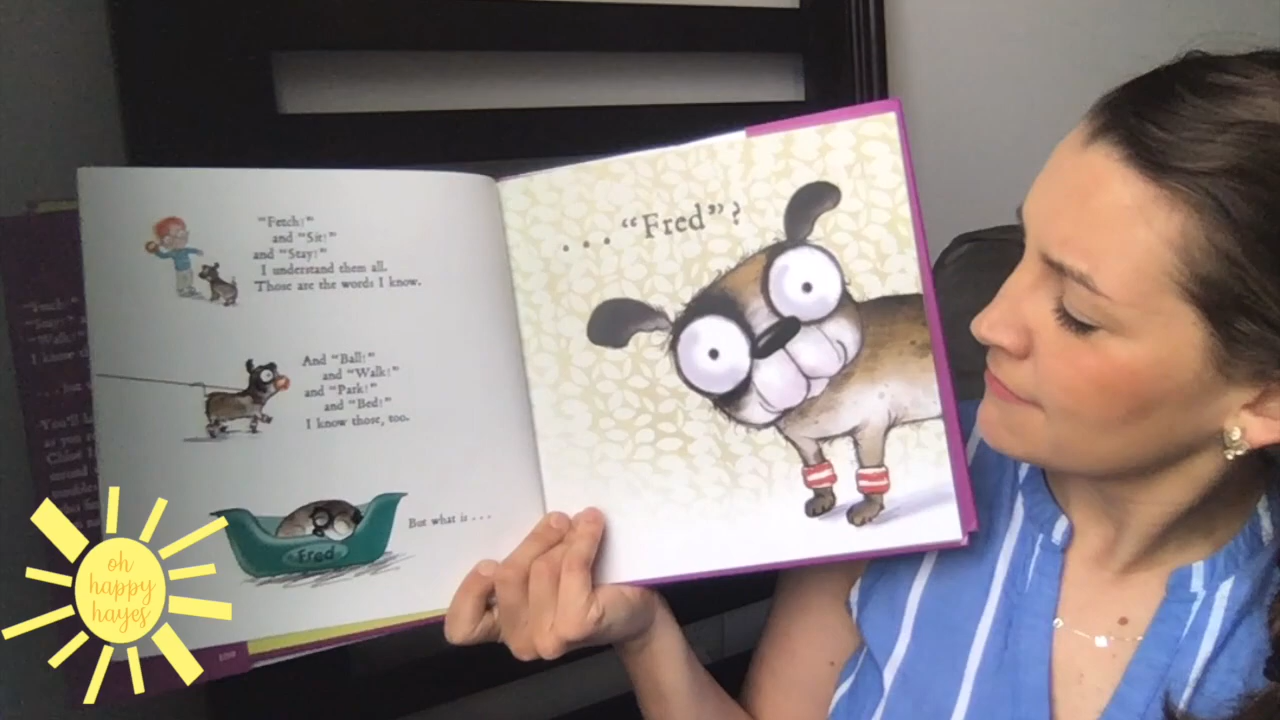 "Fetch!"
and "Sit!"
and "Stay!"
I understand them all.
Those are the words I know.
And "Ball!"
and "Walk!"
and "Park!"
and "Bed!"
I know those, too.
Fred
But what is . . .
. . . "Fred"?
oh
happy
hayes